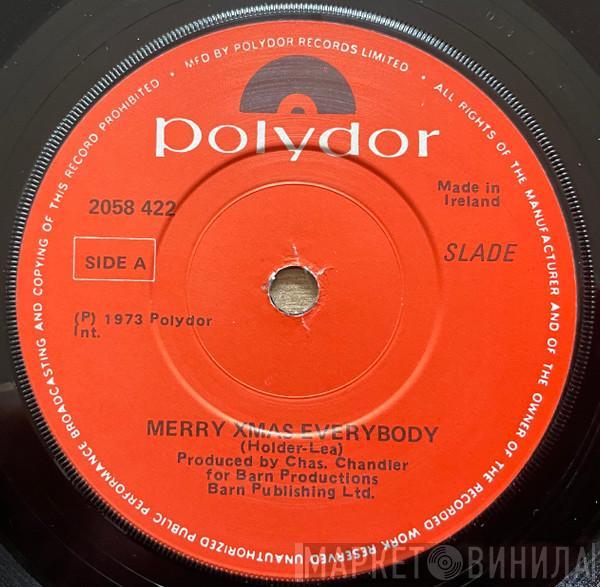 MFD BY POLYDOR RECORDS LIMITED • ALL RIGHTS OF THE MANUFACTURER AND OF THE OWNER OF THE RECORDED WORK RESERVED UNAUTHORIZED PUBLIC PERFORMANCE BROADCASTING AND COPYING OF THIS RECORD PROHIBITED •
polydor
2058 422
Made in
Ireland
SIDE A
SLADE
(P) 1973 Polydor
Int.
MERRY XMAS EVERYBODY
(Holder-Lea)
Produced by Chas. Chandler
for Barn Productions
Barn Publishing Ltd.
МАРКЕТ ВИНИЛА